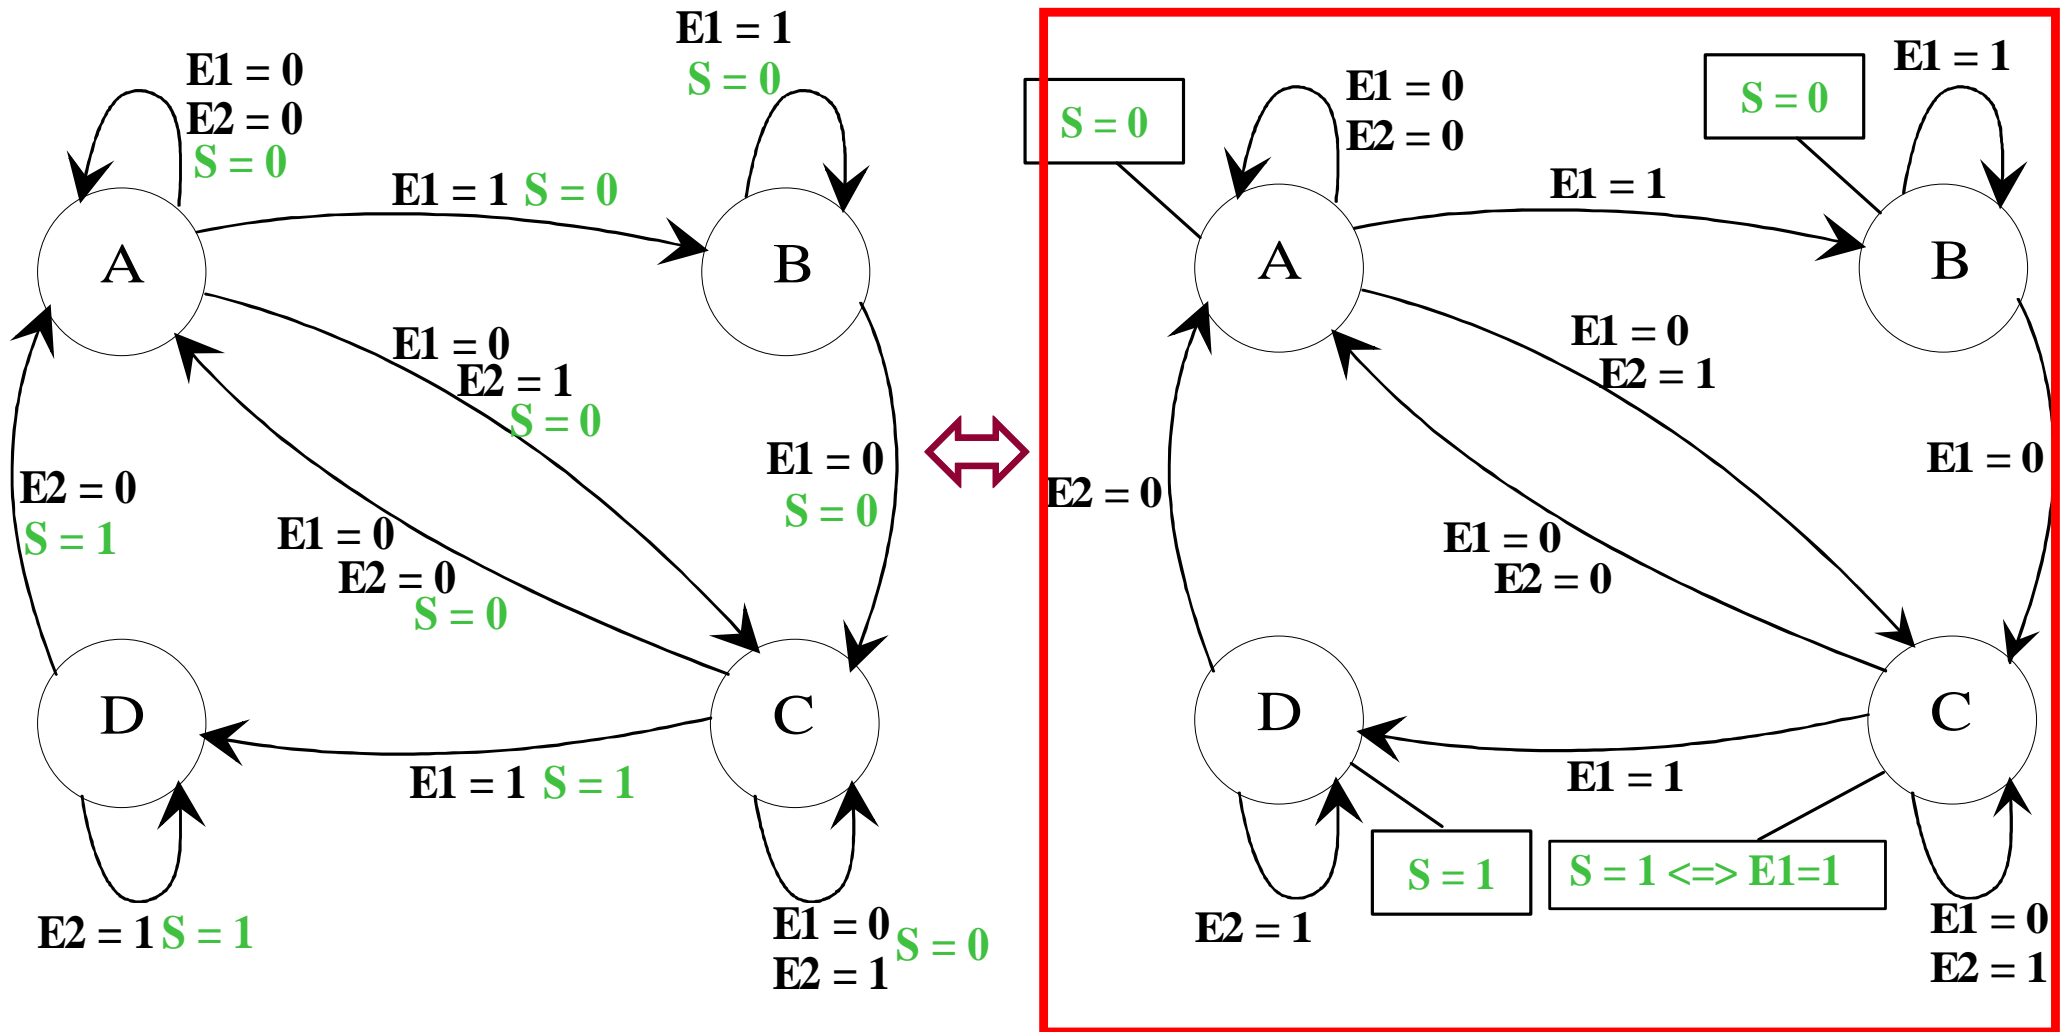 E1 = 0
E2 = 0
S = 0
E1 = 1
S = 0
E1 = 1 S = 0
A
B
E1 = 0
E2 = 1
S = 0
E1 = 0
S = 0
E2 = 0
S = 1
E1 = 0
E2 = 0
S = 0
D
C
E1 = 1 S = 1
E2 = 1 S = 1
E1 = 0
E2 = 1
S = 0
S = 0
E1 = 0
E2 = 0
S = 0
E1 = 1
E1 = 1
A
B
E1 = 0
E2 = 1
E1 = 0
E2 = 0
E1 = 0
E2 = 0
D
C
E1 = 1
S = 1
S = 1 <=> E1=1
E2 = 1
E1 = 0
E2 = 1